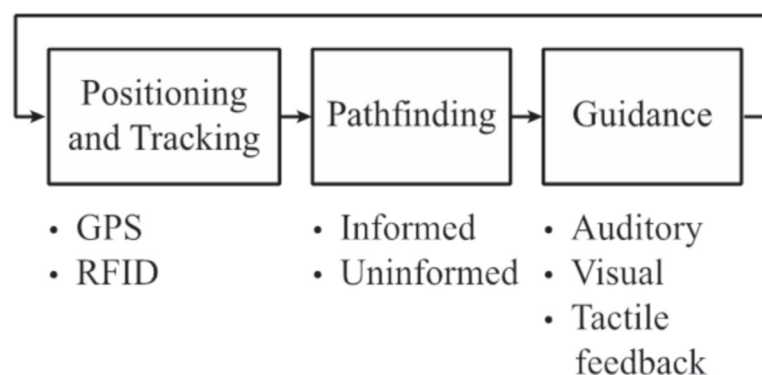 Positioning
and Tracking
Pathfinding
Guidance
• GPS
• RFID
• Informed
• Uninformed
• Auditory
• Visual
• Tactile
feedback